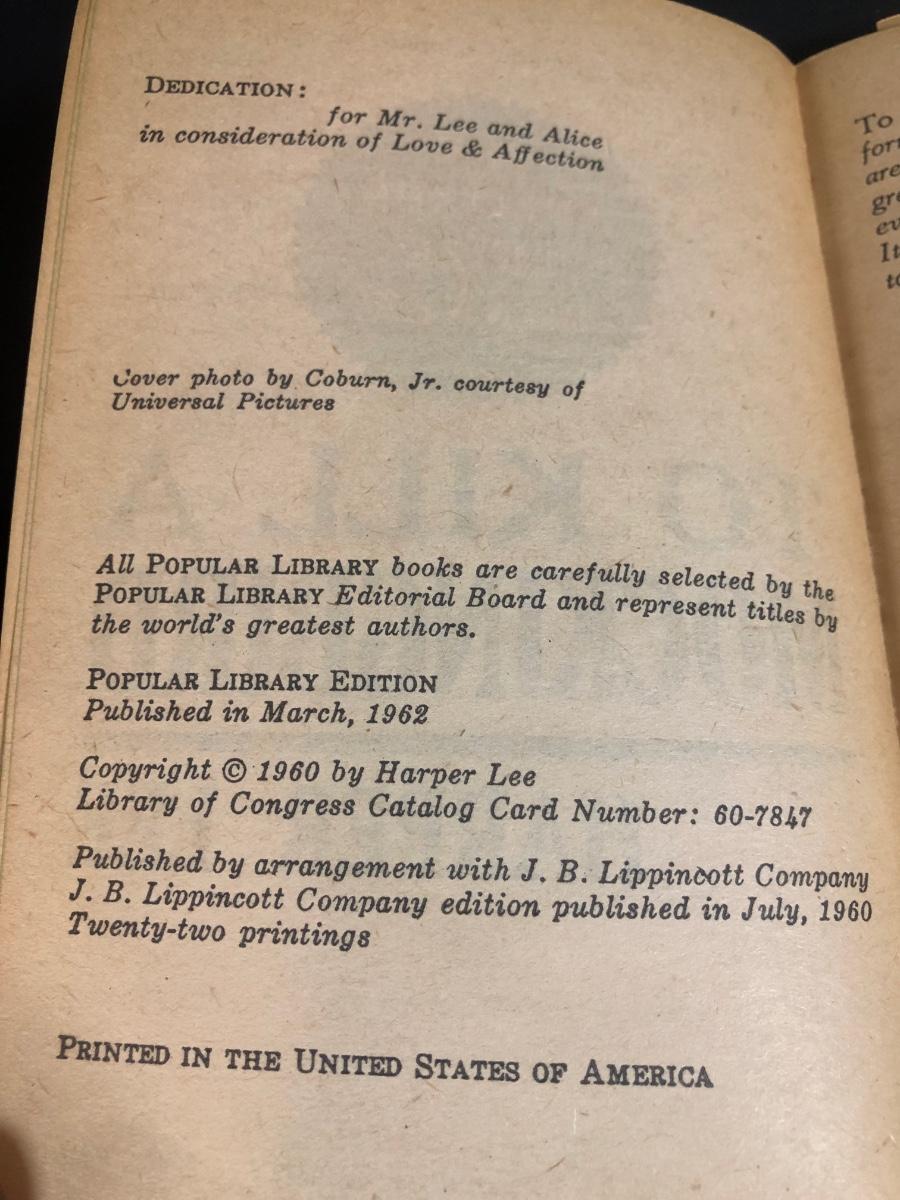 DEDICATION:
for Mr. Lee and Alice
in consideration of Love & Affection
Cover photo by Coburn, Jr. courtesy of
Universal Pictures
All POPULAR LIBRARY books are carefully selected by the
POPULAR LIBRARY Editorial Board and represent titles by
the world's greatest authors.
POPULAR LIBRARY EDITION
Published in March, 1962
Copyright © 1960 by Harper Lee
Library of Congress Catalog Card Number: 60-7847
Published by arrangement with J. B. Lippincott Company
J. B. Lippincott Company edition published in July, 1960
Twenty-two printings
PRINTED IN THE UNITED STATES OF AMERICA
To
are
It